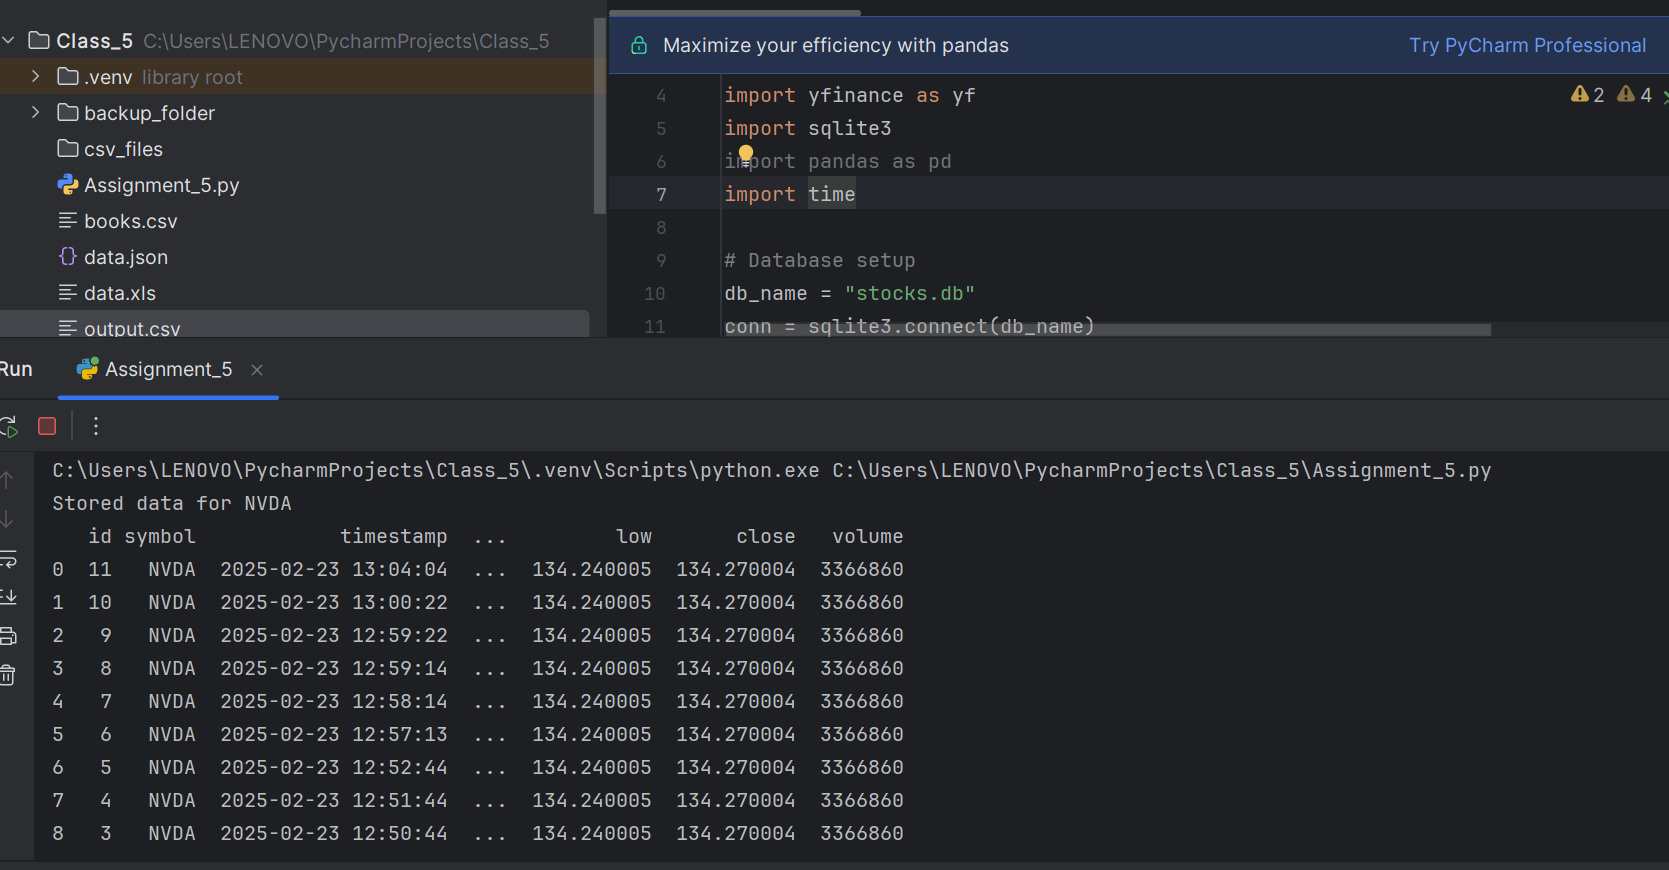 Class_5 C:\Users\LENOVO\PycharmProjects\Class_5
.venv library root
backup_folder
csv_files
Assignment_5.py
books.csv
data.json
data.xls
output.csv
Maximize your efficiency with pandas
Try PyCharm Professional
2 4
4 import yfinance as yf
5 import sqlite3
6 import pandas as pd
7 import time
8
9 # Database setup
10 db_name = "stocks.db"
11 conn = sqlite3.connect(db_name)
Run Assignment_5
C:\Users\LENOVO\PycharmProjects\Class_5\.venv\Scripts\python.exe C:\Users\LENOVO\PycharmProjects\Class_5\Assignment_5.py
Stored data for NVDA
id symbol timestamp ... low close volume
0 11 NVDA 2025-02-23 13:04:04 ... 134.240005 134.270004 3366860
1 10 NVDA 2025-02-23 13:00:22 ... 134.240005 134.270004 3366860
2 9 NVDA 2025-02-23 12:59:22 ... 134.240005 134.270004 3366860
3 8 NVDA 2025-02-23 12:59:14 ... 134.240005 134.270004 3366860
4 7 NVDA 2025-02-23 12:58:14 ... 134.240005 134.270004 3366860
5 6 NVDA 2025-02-23 12:57:13 ... 134.240005 134.270004 3366860
6 5 NVDA 2025-02-23 12:52:44 ... 134.240005 134.270004 3366860
7 4 NVDA 2025-02-23 12:51:44 ... 134.240005 134.270004 3366860
8 3 NVDA 2025-02-23 12:50:44 ... 134.240005 134.270004 3366860